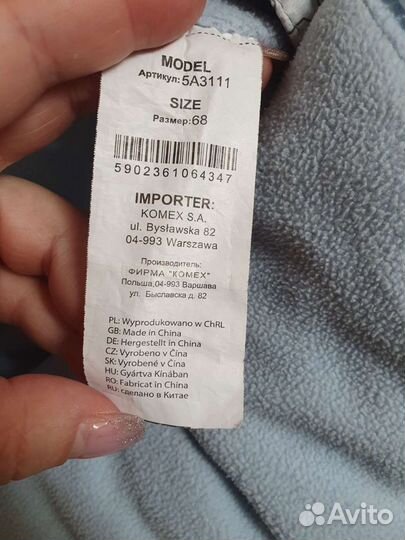 MODEL
Артикул: 5A3111
SIZE
Размер: 68
5902361064347
IMPORTER:
KOMEX S.A.
ul. Bysławska 82
04-993 Warszawa
Производитель:
ФИРМА "КОМЕХ"
Польша,04-993 Варшава
ул. Быславска д. 82
PL: Wyprodukowano w ChRL
GB: Made in China
DE: Hergestellt in China
CZ: Vyrobeno v Čína
SK: Vyrobené v Čína
HU: Gyártva Kínában
RO: Fabricat in China
RU: сделано в Китае
Avito